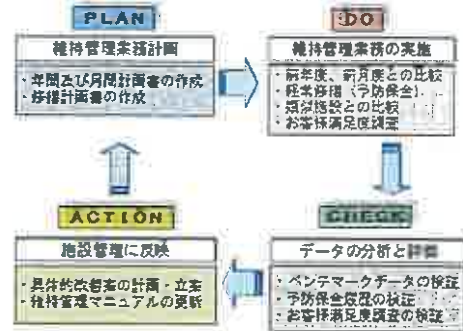 PLAN
維持管理業務計画
・年間及び月間計画書の作成
・修繕計画書の作成
DO
維持管理業務の実施
・前年度、前月度との比較
・経常修繕(予防保全)
・類似施設との比較
・お客様満足度調査
ACTION
施設管理に反映
・具体的改善案の計画・立案
・維持管理マニュアルの更新
CHECK
データの分析と評価
・ベンチマークデータの検証
・予防保全履歴の検証
・お客様満足度調査の検証